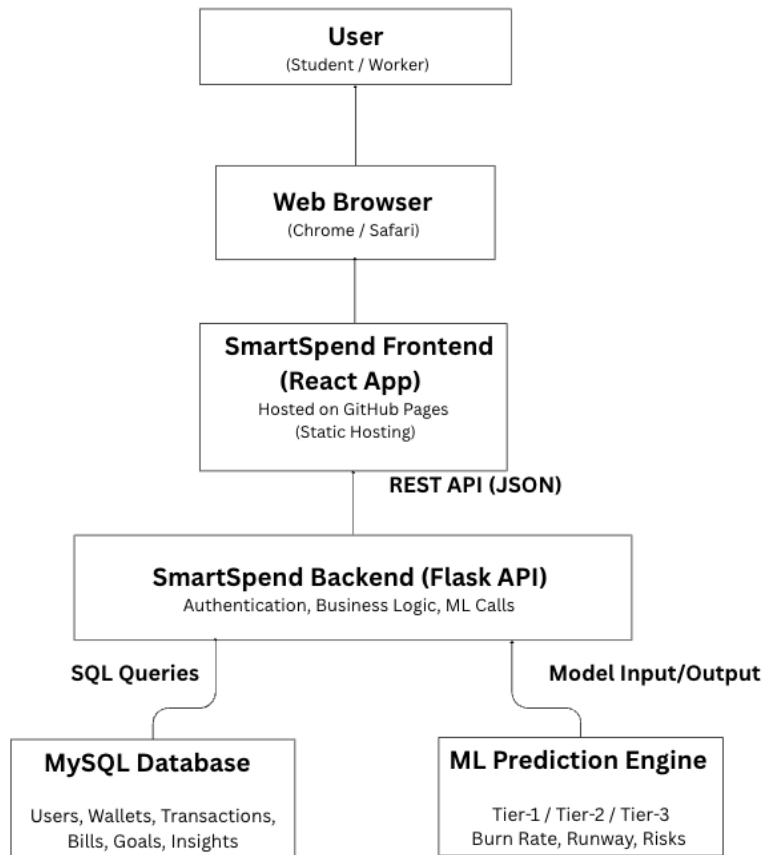 User
(Student / Worker)
Web Browser
(Chrome / Safari)
SmartSpend Frontend
(React App)
Hosted on GitHub Pages
(Static Hosting)
REST API (JSON)
SmartSpend Backend (Flask API)
Authentication, Business Logic, ML Calls
SQL Queries
Model Input/Output
MySQL Database
Users, Wallets, Transactions,
Bills, Goals, Insights
ML Prediction Engine
Tier-1 / Tier-2 / Tier-3
Burn Rate, Runway, Risks